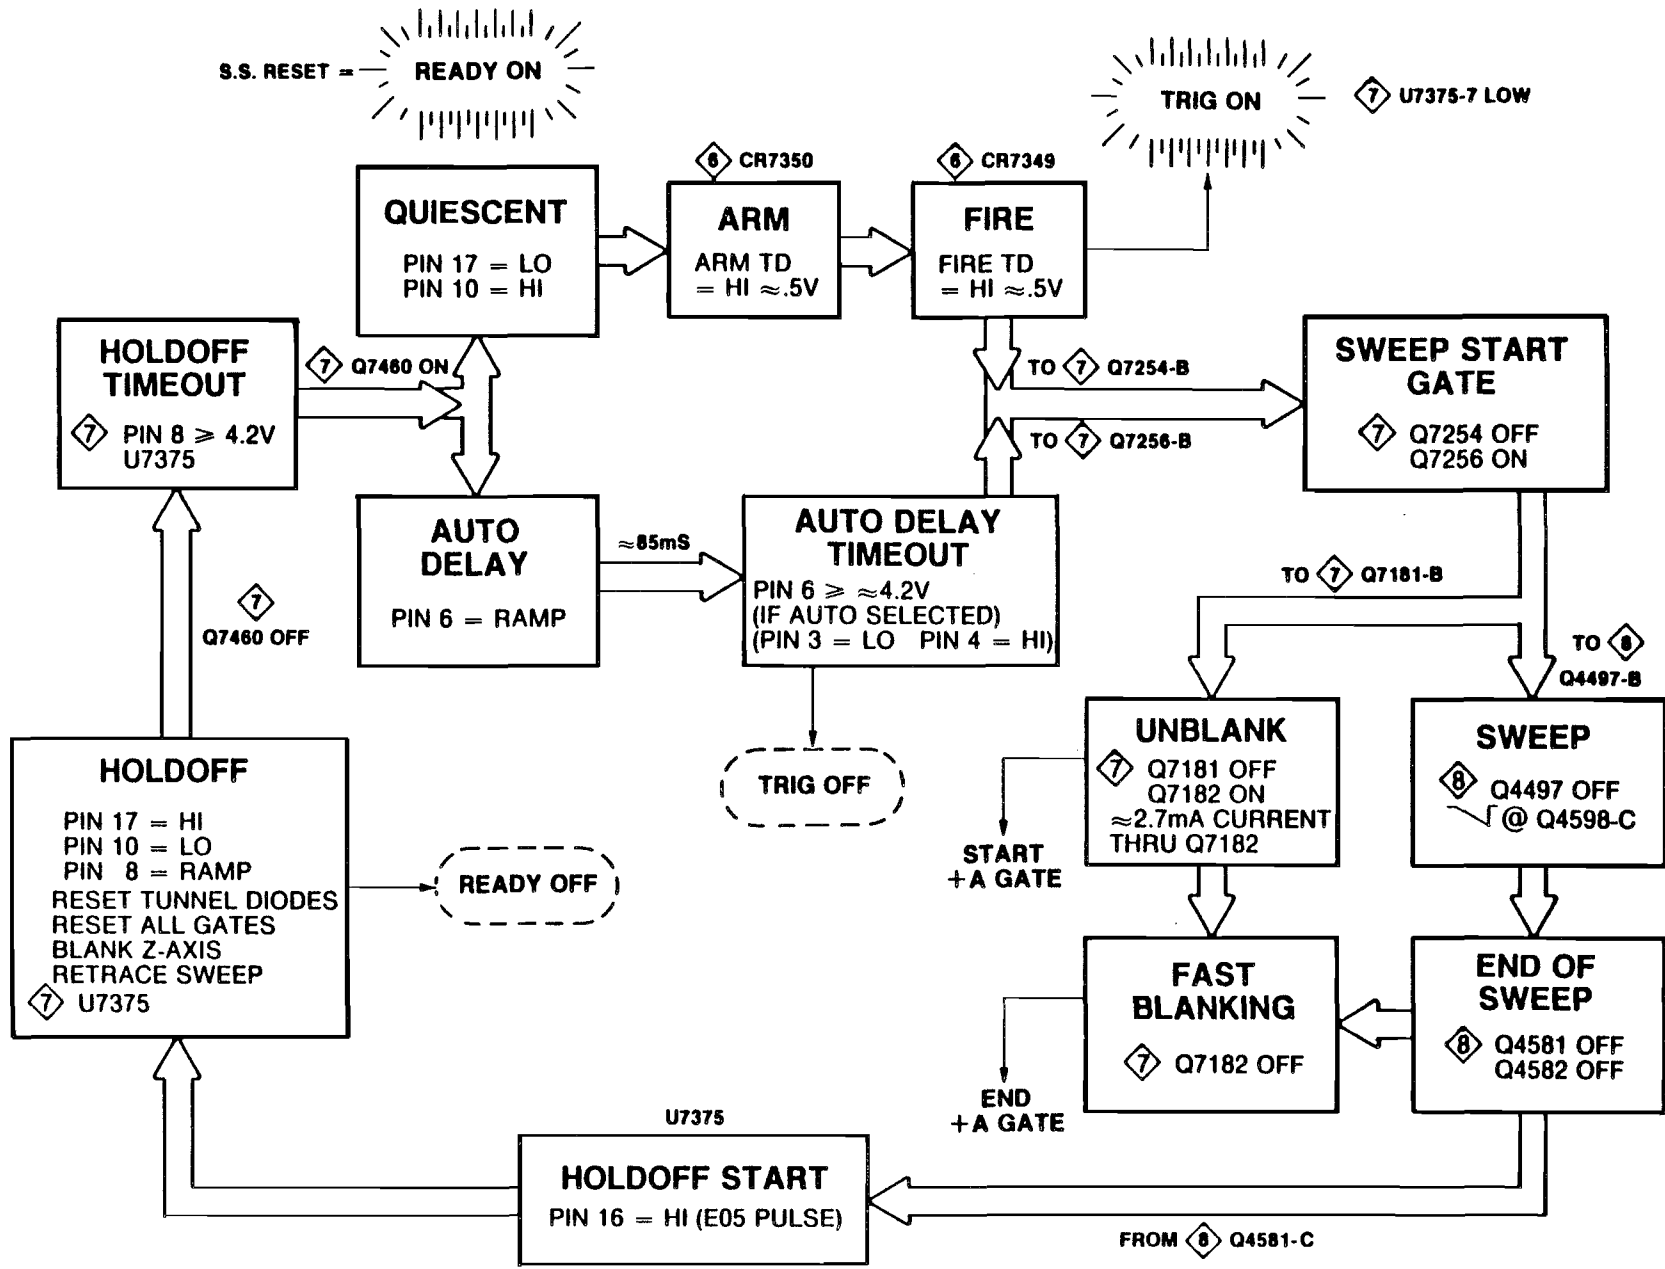 S.S. RESET =
READY ON
TRIG ON
7 U7375-7 LOW
6 CR7350
6 CR7349
QUIESCENT
PIN 17 = LO
PIN 10 = HI
ARM
ARM TD
= HI ≈.5V
FIRE
FIRE TD
= HI ≈.5V
HOLDOFF
TIMEOUT
7 PIN 8 ⩾ 4.2V
U7375
7 Q7460 ON
TO 7 Q7254-B
TO 7 Q7256-B
SWEEP START
GATE
7 Q7254 OFF
Q7256 ON
AUTO
DELAY
PIN 6 = RAMP
≈85mS
AUTO DELAY
TIMEOUT
PIN 6 ⩾ ≈4.2V
(IF AUTO SELECTED)
(PIN 3 = LO PIN 4 = HI)
TO 7 Q7181-B
7
Q7460 OFF
TO 8
Q4497-B
TRIG OFF
UNBLANK
7 Q7181 OFF
Q7182 ON
≈2.7mA CURRENT
THRU Q7182
SWEEP
8 Q4497 OFF
@ Q4598-C
START
+A GATE
HOLDOFF
PIN 17 = HI
PIN 10 = LO
PIN 8 = RAMP
RESET TUNNEL DIODES
RESET ALL GATES
BLANK Z-AXIS
RETRACE SWEEP
7 U7375
READY OFF
FAST
BLANKING
7 Q7182 OFF
END OF
SWEEP
8 Q4581 OFF
Q4582 OFF
END
+A GATE
U7375
HOLDOFF START
PIN 16 = HI (E05 PULSE)
FROM 8 Q4581-C